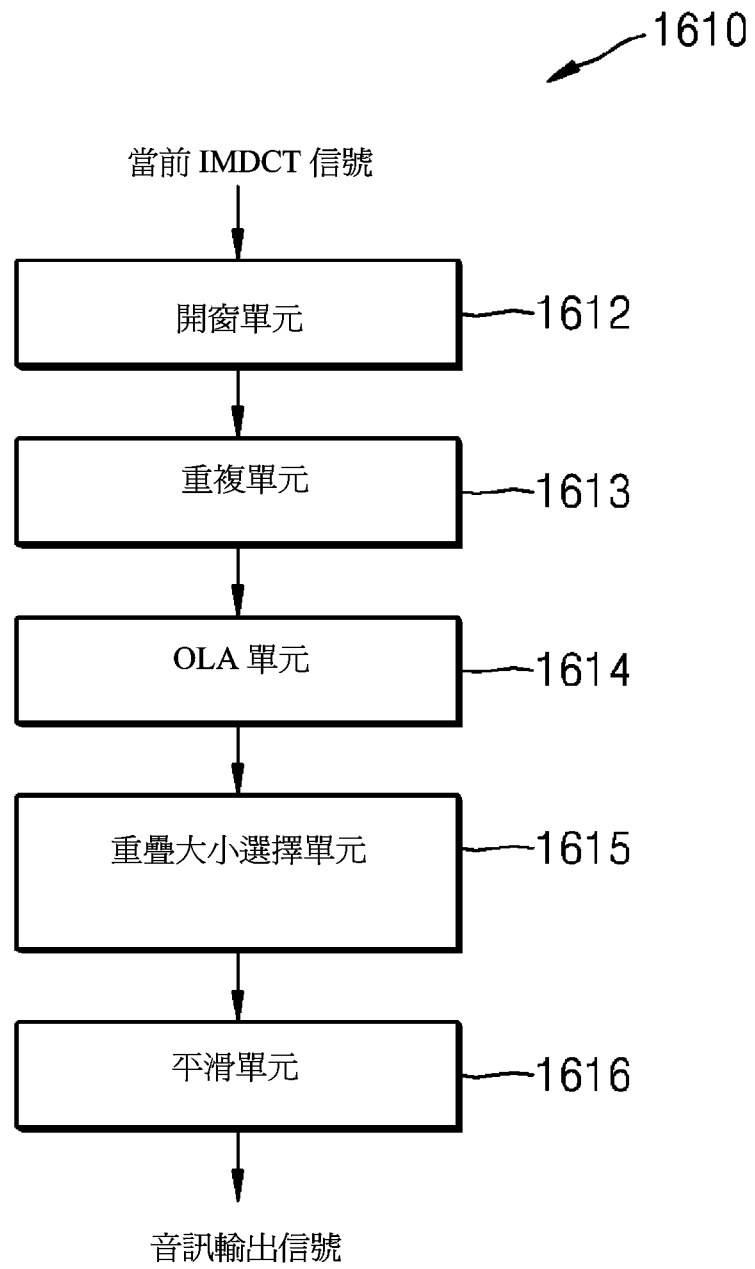 1610
當前 IMDCT 信號
開窗單元
1612
重複單元
1613
OLA 單元
1614
重疊大小選擇單元
1615
平滑單元
1616
音訊輸出信號